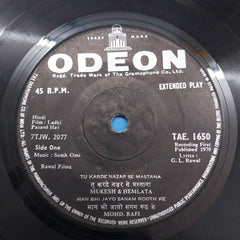 TRADE MARK
ODEON
Regd. Trade Mark of The Gramophone Co. Ltd.
45 R.P.M.
EXTENDED PLAY
Hindi
Film : Ladki
Pasand Hai
7TJW. 2077
Side One
Music : Sonik Omi
Rawal Films
TAE. 1650
Recording First
Published 1970
Lyrics :
G. L. Rawal
TU KARDE NAZAR SE MASTANA
तू करदे नज़र से मस्ताना
MUKESH & HEMLATA
MAN BHI JAYO SANAM ROOTH KE
मान भी जायो सनम रूठ के
MOHD. RAFI